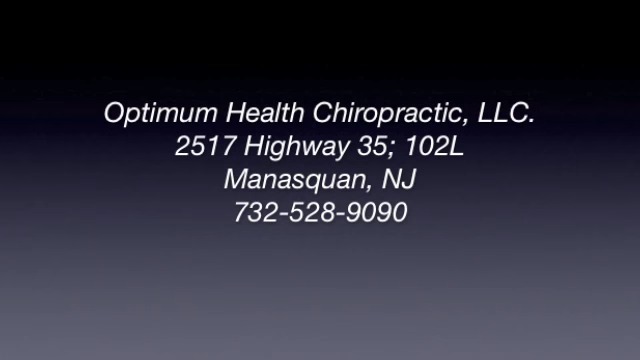 Optimum Health Chiropractic, LLC.
2517 Highway 35; 102L
Manasquan, NJ
732-528-9090